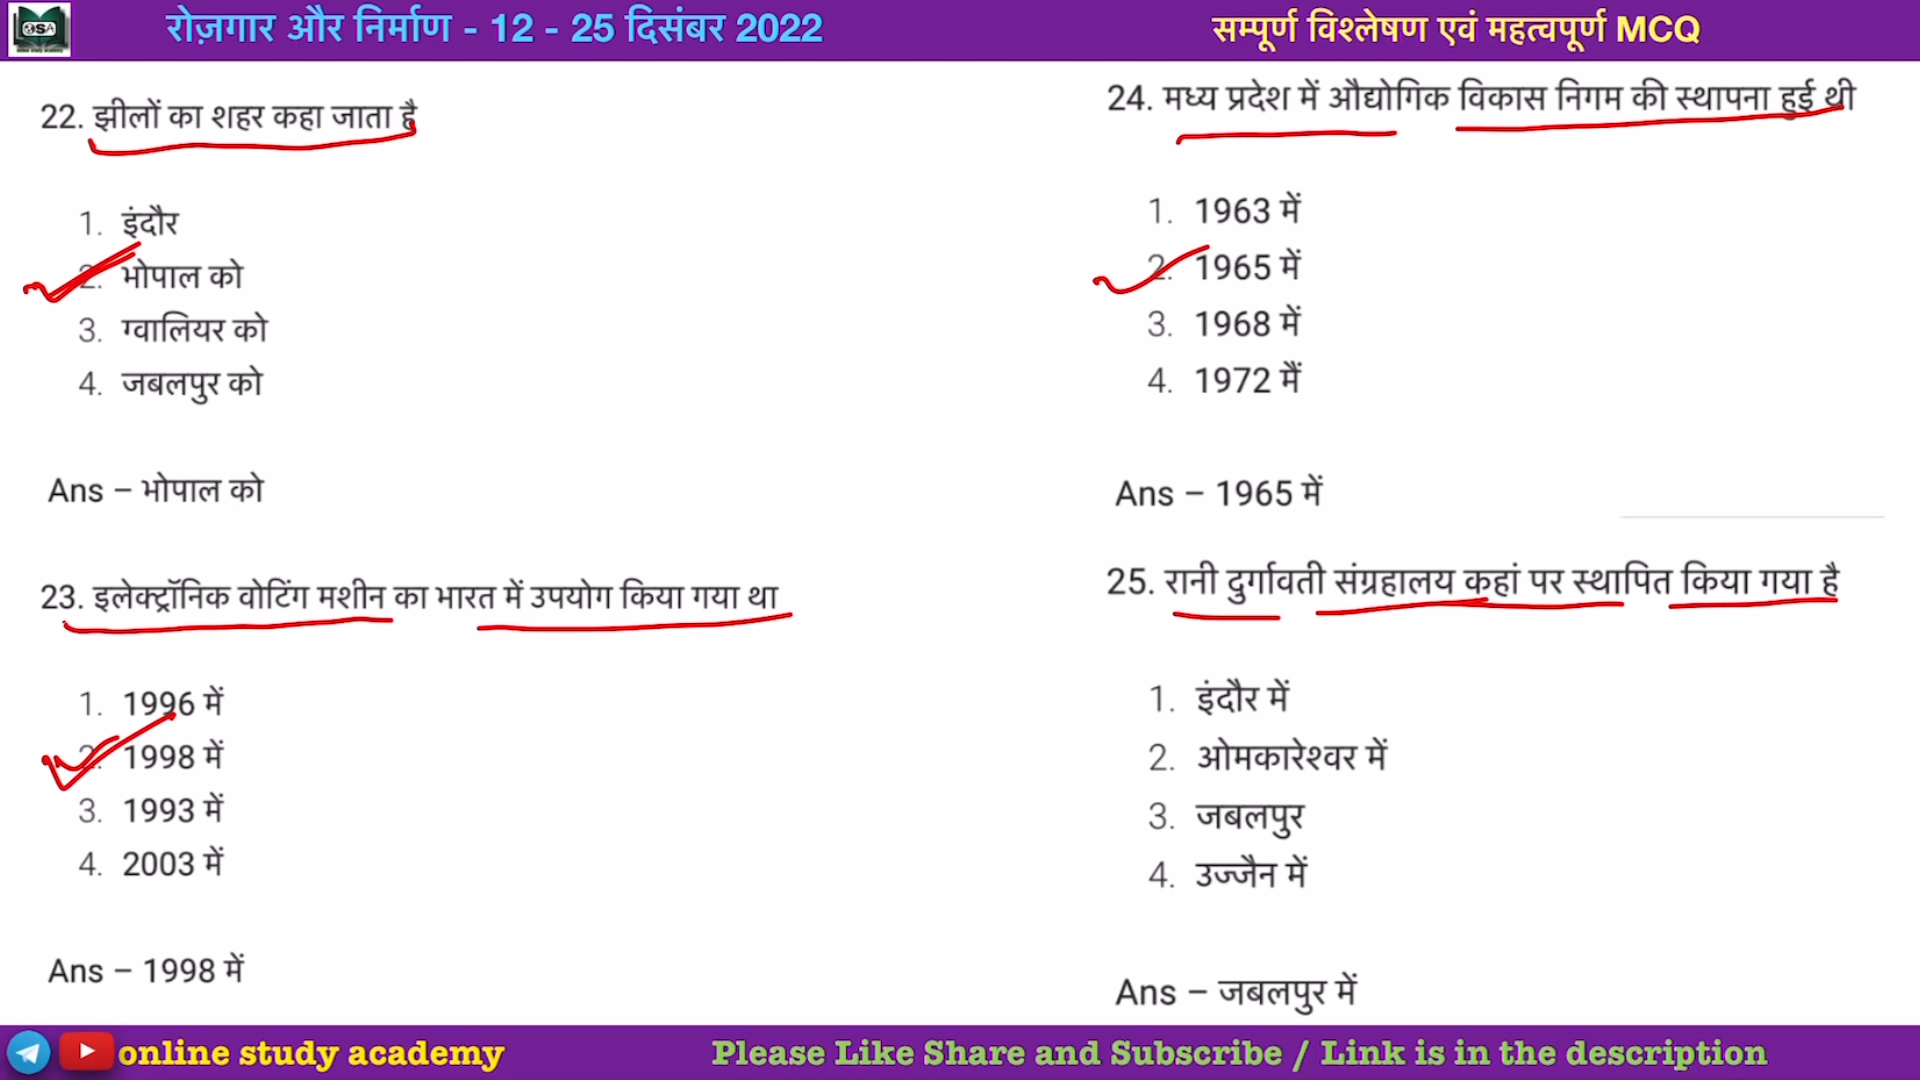 OSA
रोज़गार और निर्माण - 12 - 25 दिसंबर 2022
सम्पूर्ण विश्लेषण एवं महत्वपूर्ण MCQ
22. झीलों का शहर कहा जाता है
1. इंदौर
2. भोपाल को
3. ग्वालियर को
4. जबलपुर को
Ans – भोपाल को
23. इलेक्ट्रॉनिक वोटिंग मशीन का भारत में उपयोग किया गया था
1. 1996 में
2. 1998 में
3. 1993 में
4. 2003 में
Ans – 1998 में
24. मध्य प्रदेश में औद्योगिक विकास निगम की स्थापना हुई थी
1. 1963 में
2. 1965 में
3. 1968 में
4. 1972 मैं
Ans – 1965 में
25. रानी दुर्गावती संग्रहालय कहां पर स्थापित किया गया है
1. इंदौर में
2. ओमकारेश्वर में
3. जबलपुर
4. उज्जैन में
Ans – जबलपुर में
online study academy
Please Like Share and Subscribe / Link is in the description